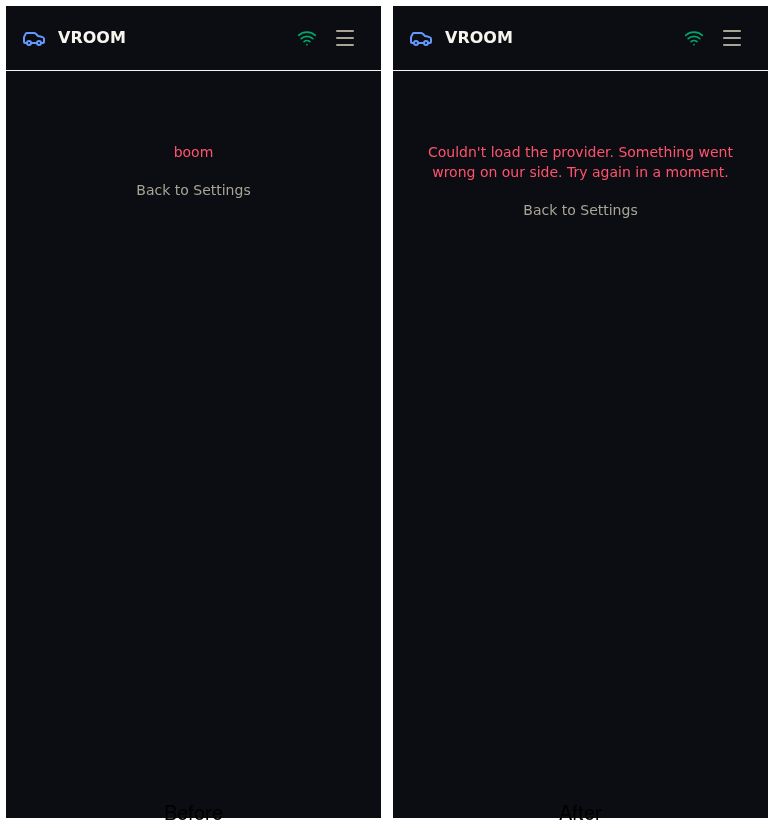 VROOM
boom
Back to Settings
Before
VROOM
Couldn't load the provider. Something went
wrong on our side. Try again in a moment.
Back to Settings
After